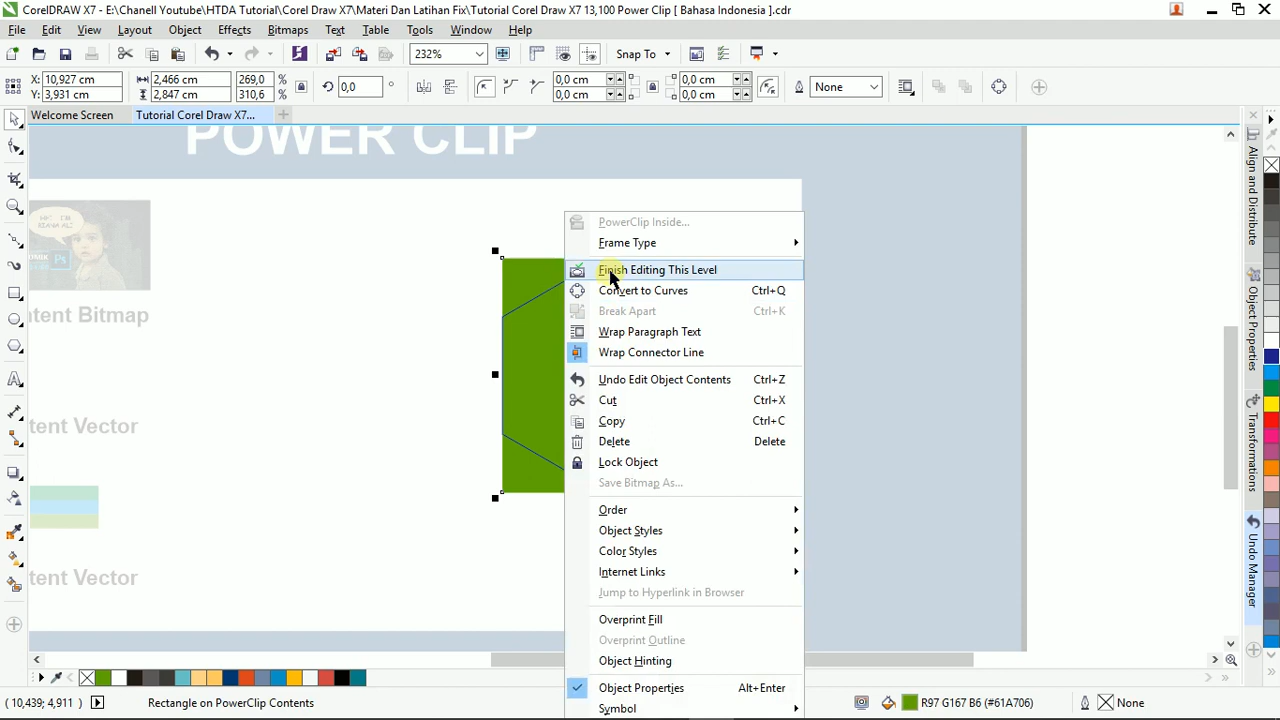 CorelDRAW X7 - E:\Chanell Youtube\HTDA Tutorial\Corel Draw X7\Materi Dan Latihan Fix\Tutorial Corel Draw X7 13,100 Power Clip [ Bahasa Indonesia ].cdr
File Edit View Layout Object Effects Bitmaps Text Table Tools Window Help
232% Snap To
X: 10,927 cm 2,466 cm 269,0 % 0,0 ° 0,0 cm 0,0 cm None
Y: 3,931 cm 2,847 cm 310,6 % 0,0 cm 0,0 cm
Welcome Screen Tutorial Corel Draw X7...
POWER CLIP
HI! I'M
KIANA ALI
Ps
tent Bitmap
tent Vector
tent Vector
PowerClip Inside...
Frame Type
Finish Editing This Level
Convert to Curves Ctrl+Q
Break Apart Ctrl+K
Wrap Paragraph Text
Wrap Connector Line
Undo Edit Object Contents Ctrl+Z
Cut Ctrl+X
Copy Ctrl+C
Delete Delete
Lock Object
Save Bitmap As...
Order
Object Styles
Color Styles
Internet Links
Jump to Hyperlink in Browser
Overprint Fill
Overprint Outline
Object Hinting
Object Properties Alt+Enter
Symbol
Align and Distribute
Object Properties
Transformations
Undo Manager
( 10,439; 4,911 ) Rectangle on PowerClip Contents R97 G167 B6 (#61A706) None